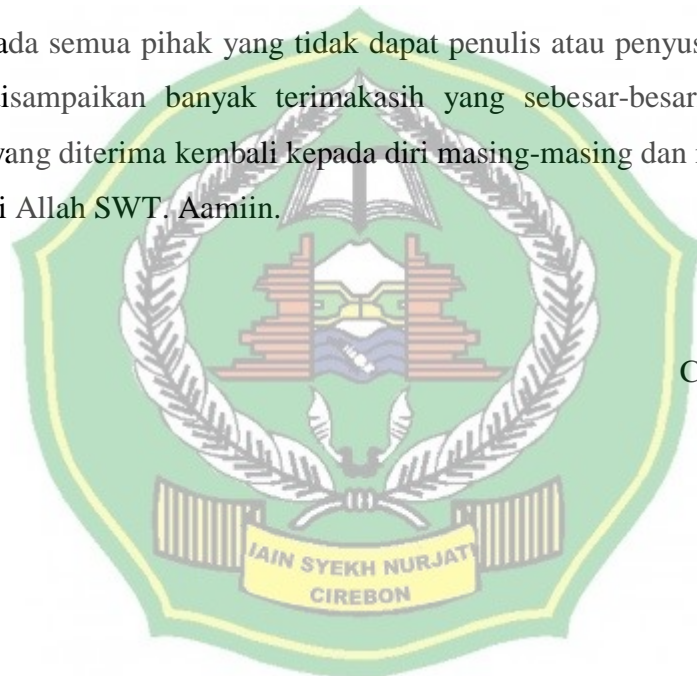 ada semua pihak yang tidak dapat penulis atau penyus
isampaikan banyak terimakasih yang sebesar-besar
yang diterima kembali kepada diri masing-masing dan
i Allah SWT. Aamiin.
C
IAIN SYEKH NURJATI
CIREBON